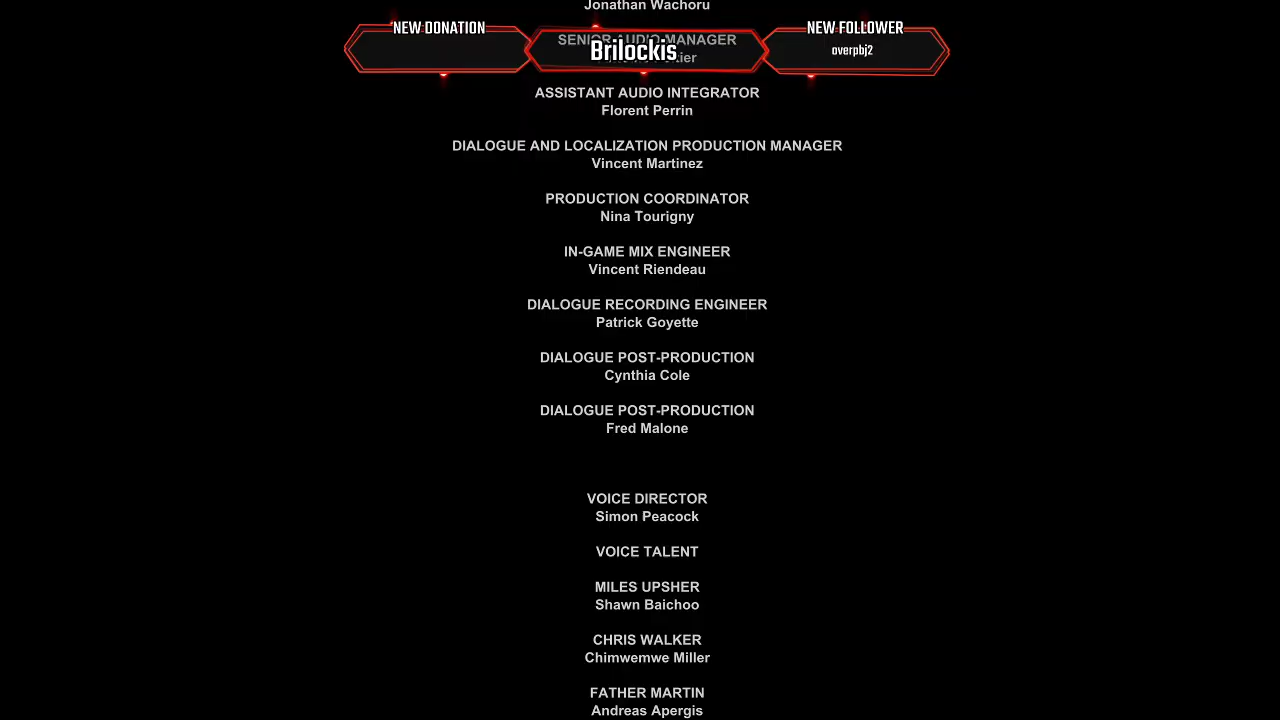 Jonathan Wachoru
NEW DONATION
NEW FOLLOWER
SENIOR AUDIO MANAGER
Brilockis
overpbj2
ASSISTANT AUDIO INTEGRATOR
Florent Perrin
DIALOGUE AND LOCALIZATION PRODUCTION MANAGER
Vincent Martinez
PRODUCTION COORDINATOR
Nina Tourigny
IN-GAME MIX ENGINEER
Vincent Riendeau
DIALOGUE RECORDING ENGINEER
Patrick Goyette
DIALOGUE POST-PRODUCTION
Cynthia Cole
DIALOGUE POST-PRODUCTION
Fred Malone
VOICE DIRECTOR
Simon Peacock
VOICE TALENT
MILES UPSHER
Shawn Baichoo
CHRIS WALKER
Chimwemwe Miller
FATHER MARTIN
Andreas Apergis